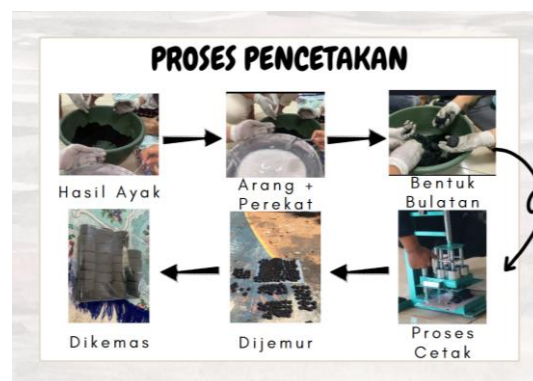 PROSES PENCETAKAN
Hasil Ayak
Arang +
Perekat
Bentuk
Bulatan
Proses
Cetak
Dijemur
Dikemas